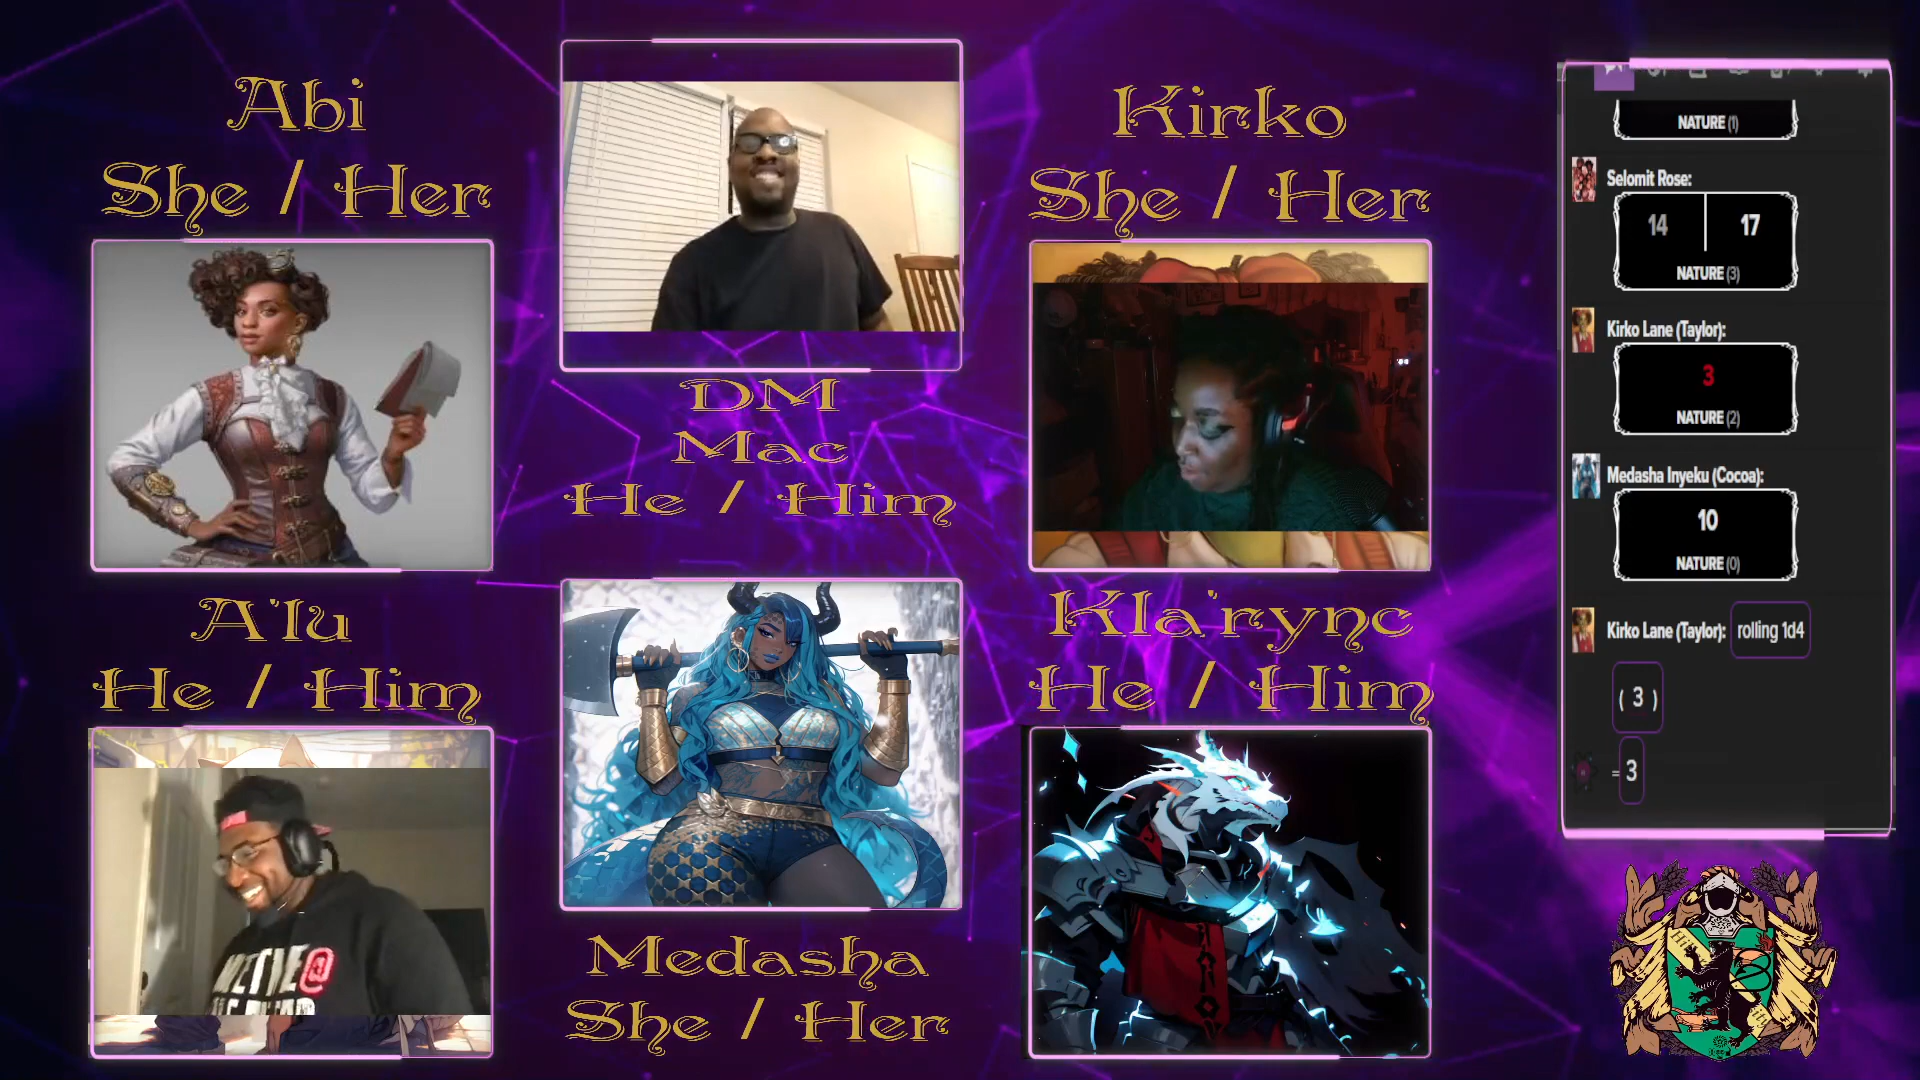 Abi
She / Her
DM
Mac
He / Him
Kirko
She / Her
A'lu
He / Him
Medasha
She / Her
Kla'rync
He / Him
NATURE (1)
Selomit Rose:
14 17
NATURE (3)
Kirko Lane (Taylor):
3
NATURE (2)
Medasha Inyeku (Cocoa):
10
NATURE (0)
Kirko Lane (Taylor): rolling 1d4
( 3 )
= 3